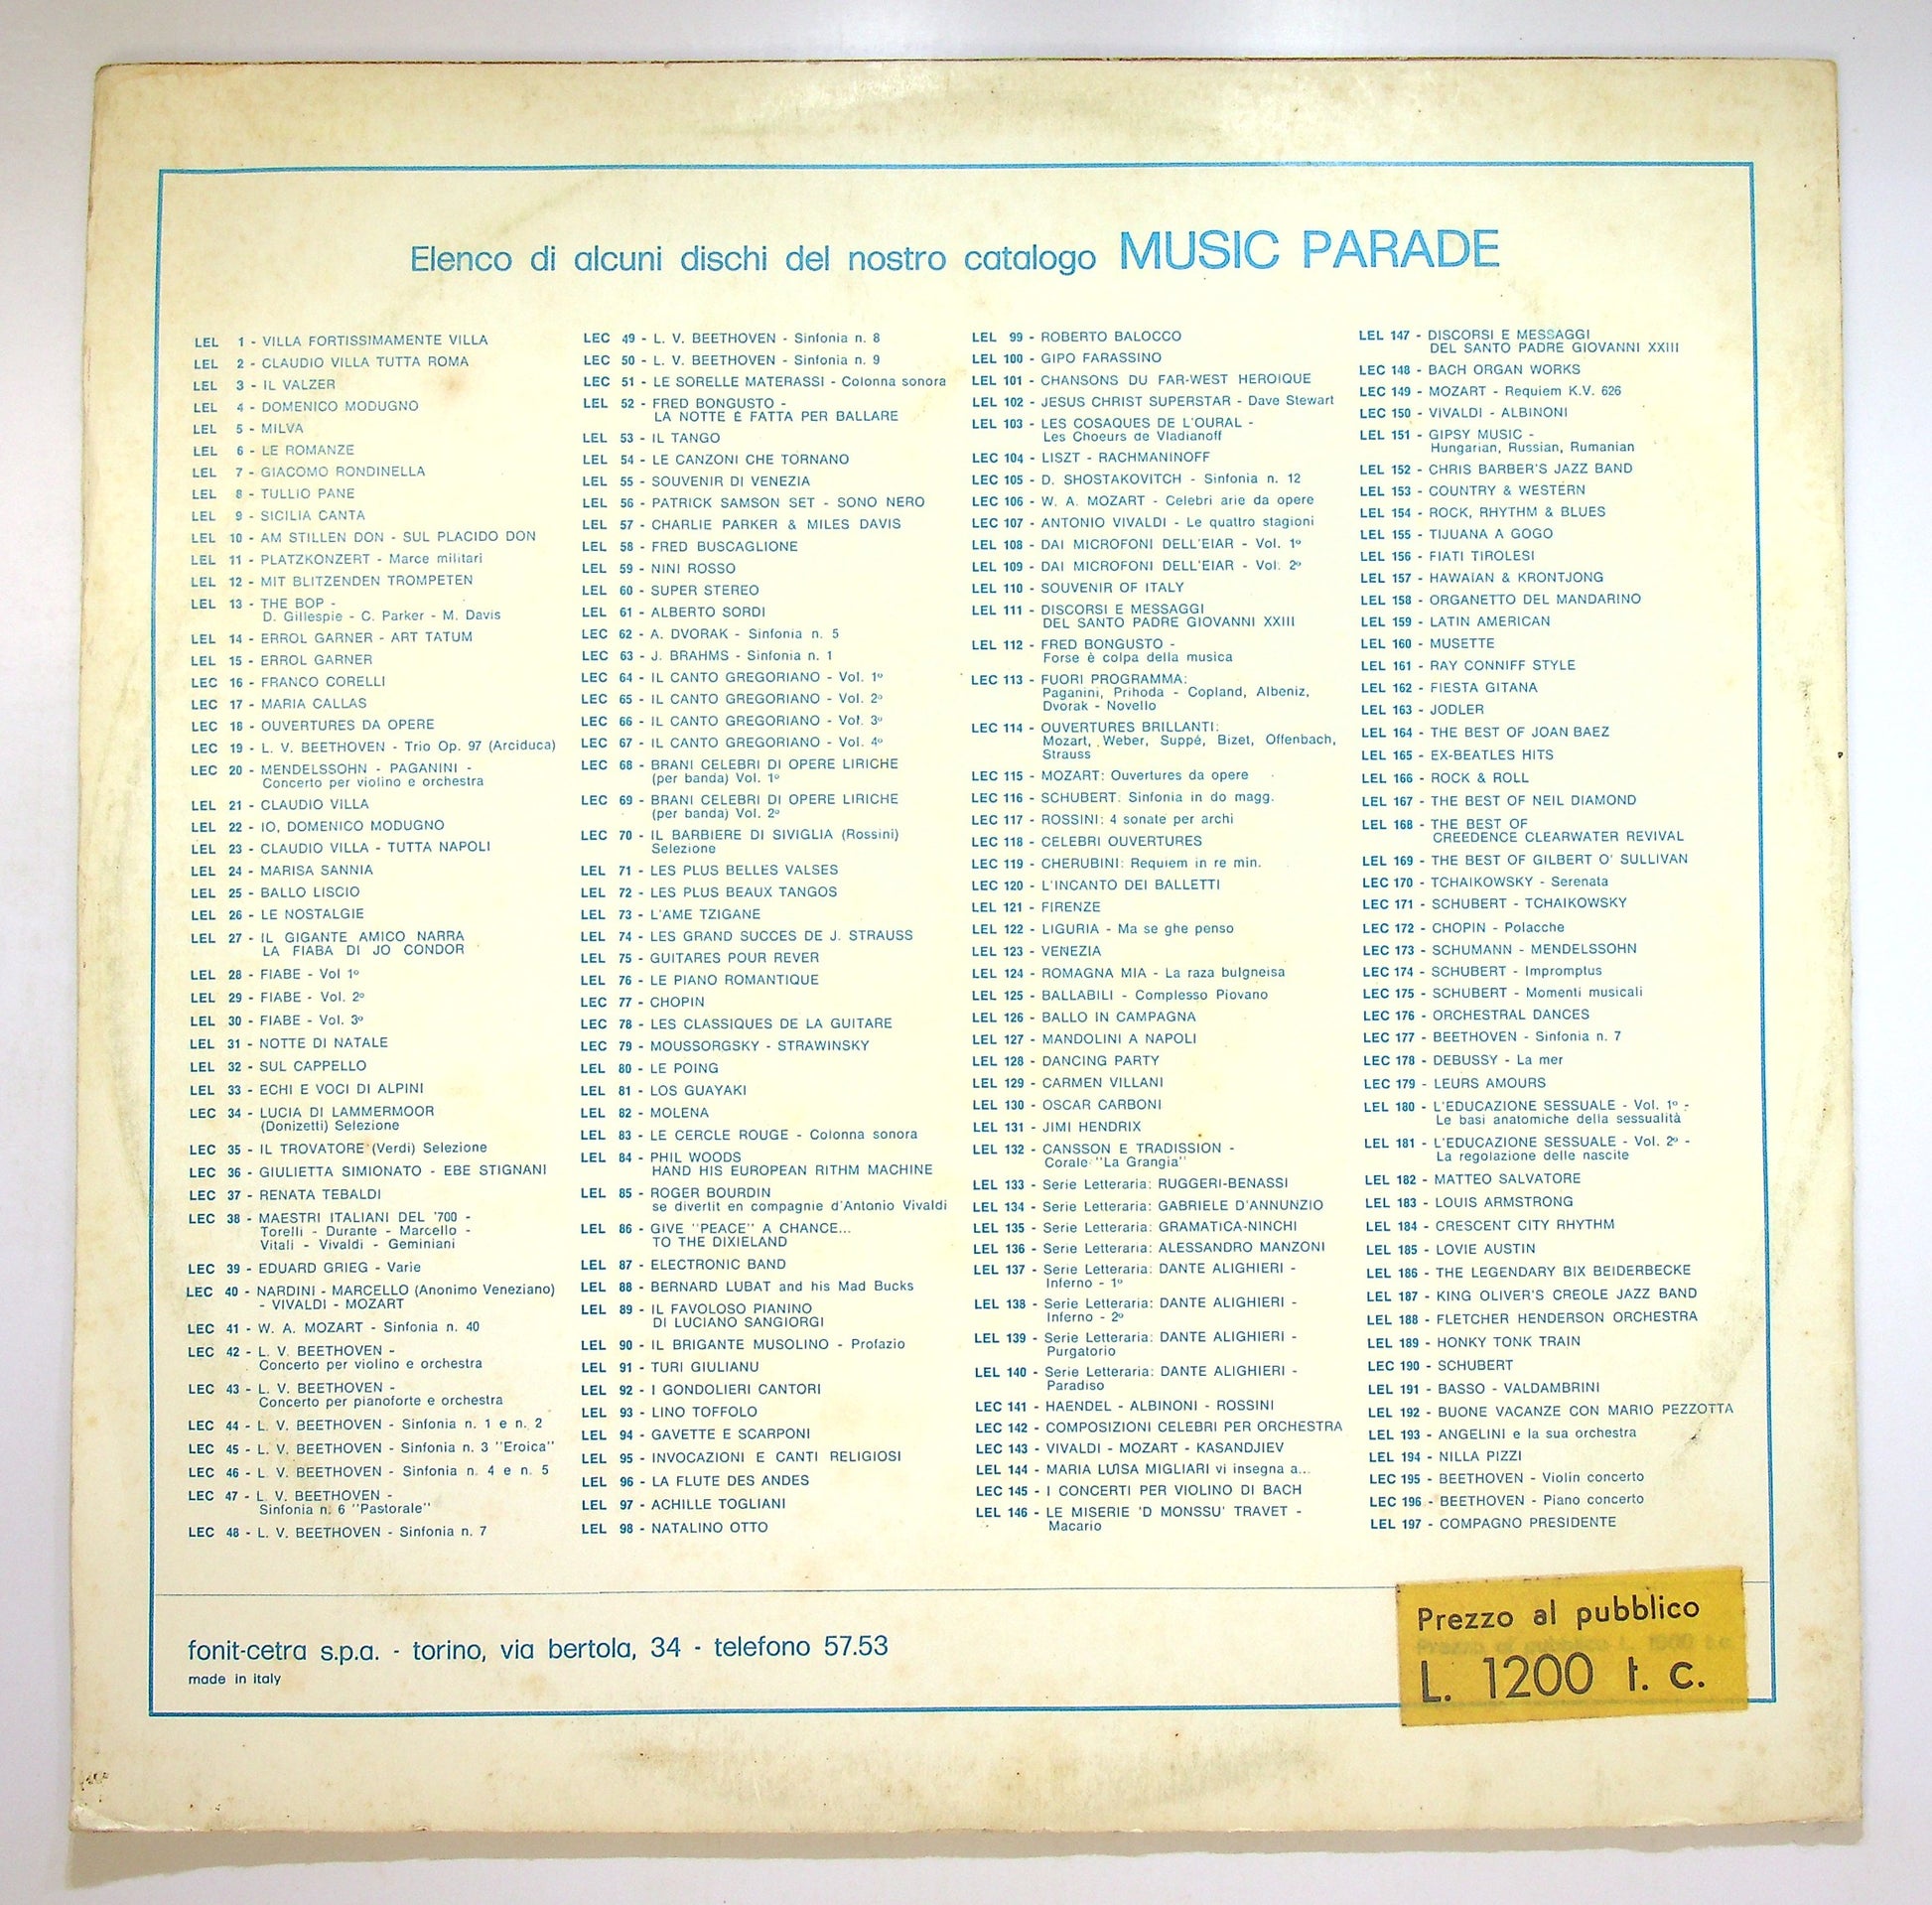 Elenco di alcuni dischi del nostro catalogo MUSIC PARADE
LEL 1 - VILLA FORTISSIMAMENTE VILLA
LEL 2 - CLAUDIO VILLA TUTTA ROMA
LEL 3 - IL VALZER
LEL 4 - DOMENICO MODUGNO
LEL 5 - MILVA
LEL 6 - LE ROMANZE
LEL 7 - GIACOMO RONDINELLA
LEL 8 - TULLIO PANE
LEL 9 - SICILIA CANTA
LEL 10 - AM STILLEN DON - SUL PLACIDO DON
LEL 11 - PLATZKONZERT - Marce militari
LEL 12 - MIT BLITZENDEN TROMPETEN
LEL 13 - THE BOP -
D. Gillespie - C. Parker - M. Davis
LEL 14 - ERROL GARNER - ART TATUM
LEL 15 - ERROL GARNER
LEC 16 - FRANCO CORELLI
LEC 17 - MARIA CALLAS
LEC 18 - OUVERTURES DA OPERE
LEC 19 - L. V. BEETHOVEN - Trio Op. 97 (Arciduca)
LEC 20 - MENDELSSOHN - PAGANINI -
Concerto per violino e orchestra
LEL 21 - CLAUDIO VILLA
LEL 22 - IO, DOMENICO MODUGNO
LEL 23 - CLAUDIO VILLA - TUTTA NAPOLI
LEL 24 - MARISA SANNIA
LEL 25 - BALLO LISCIO
LEL 26 - LE NOSTALGIE
LEL 27 - IL GIGANTE AMICO NARRA
LA FIABA DI JO CONDOR
LEL 28 - FIABE - Vol 1º
LEL 29 - FIABE - Vol. 2º
LEL 30 - FIABE - Vol. 3º
LEL 31 - NOTTE DI NATALE
LEL 32 - SUL CAPPELLO
LEL 33 - ECHI E VOCI DI ALPINI
LEC 34 - LUCIA DI LAMMERMOOR
(Donizetti) Selezione
LEC 35 - IL TROVATORE (Verdi) Selezione
LEC 36 - GIULIETTA SIMIONATO - EBE STIGNANI
LEC 37 - RENATA TEBALDI
LEC 38 - MAESTRI ITALIANI DEL '700 -
Torelli - Durante - Marcello -
Vitali - Vivaldi - Geminiani
LEC 39 - EDUARD GRIEG - Varie
LEC 40 - NARDINI - MARCELLO (Anonimo Veneziano)
- VIVALDI - MOZART
LEC 41 - W. A. MOZART - Sinfonia n. 40
LEC 42 - L. V. BEETHOVEN -
Concerto per violino e orchestra
LEC 43 - L. V. BEETHOVEN -
Concerto per pianoforte e orchestra
LEC 44 - L. V. BEETHOVEN - Sinfonia n. 1 e n. 2
LEC 45 - L. V. BEETHOVEN - Sinfonia n. 3 "Eroica"
LEC 46 - L. V. BEETHOVEN - Sinfonia n. 4 e n. 5
LEC 47 - L. V. BEETHOVEN -
Sinfonia n. 6 "Pastorale"
LEC 48 - L. V. BEETHOVEN - Sinfonia n. 7
LEC 49 - L. V. BEETHOVEN - Sinfonia n. 8
LEC 50 - L. V. BEETHOVEN - Sinfonia n. 9
LEC 51 - LE SORELLE MATERASSI - Colonna sonora
LEL 52 - FRED BONGUSTO -
LA NOTTE È FATTA PER BALLARE
LEL 53 - IL TANGO
LEL 54 - LE CANZONI CHE TORNANO
LEL 55 - SOUVENIR DI VENEZIA
LEL 56 - PATRICK SAMSON SET - SONO NERO
LEL 57 - CHARLIE PARKER & MILES DAVIS
LEL 58 - FRED BUSCAGLIONE
LEL 59 - NINI ROSSO
LEL 60 - SUPER STEREO
LEL 61 - ALBERTO SORDI
LEC 62 - A. DVORAK - Sinfonia n. 5
LEC 63 - J. BRAHMS - Sinfonia n. 1
LEC 64 - IL CANTO GREGORIANO - Vol. 1º
LEC 65 - IL CANTO GREGORIANO - Vol. 2º
LEC 66 - IL CANTO GREGORIANO - Vol. 3º
LEC 67 - IL CANTO GREGORIANO - Vol. 4º
LEC 68 - BRANI CELEBRI DI OPERE LIRICHE
(per banda) Vol. 1º
LEC 69 - BRANI CELEBRI DI OPERE LIRICHE
(per banda) Vol. 2º
LEC 70 - IL BARBIERE DI SIVIGLIA (Rossini)
Selezione
LEL 71 - LES PLUS BELLES VALSES
LEL 72 - LES PLUS BEAUX TANGOS
LEL 73 - L'AME TZIGANE
LEL 74 - LES GRAND SUCCES DE J. STRAUSS
LEL 75 - GUITARES POUR REVER
LEL 76 - LE PIANO ROMANTIQUE
LEC 77 - CHOPIN
LEC 78 - LES CLASSIQUES DE LA GUITARE
LEC 79 - MOUSSORGSKY - STRAWINSKY
LEL 80 - LE POING
LEL 81 - LOS GUAYAKI
LEL 82 - MOLENA
LEL 83 - LE CERCLE ROUGE - Colonna sonora
LEL 84 - PHIL WOODS
HAND HIS EUROPEAN RITHM MACHINE
LEL 85 - ROGER BOURDIN
se divertit en compagnie d'Antonio Vivaldi
LEL 86 - GIVE "PEACE" A CHANCE...
TO THE DIXIELAND
LEL 87 - ELECTRONIC BAND
LEL 88 - BERNARD LUBAT and his Mad Bucks
LEL 89 - IL FAVOLOSO PIANINO
DI LUCIANO SANGIORGI
LEL 90 - IL BRIGANTE MUSOLINO - Profazio
LEL 91 - TURI GIULIANU
LEL 92 - I GONDOLIERI CANTORI
LEL 93 - LINO TOFFOLO
LEL 94 - GAVETTE E SCARPONI
LEL 95 - INVOCAZIONI E CANTI RELIGIOSI
LEL 96 - LA FLUTE DES ANDES
LEL 97 - ACHILLE TOGLIANI
LEL 98 - NATALINO OTTO
LEL 99 - ROBERTO BALOCCO
LEL 100 - GIPO FARASSINO
LEL 101 - CHANSONS DU FAR-WEST HEROIQUE
LEL 102 - JESUS CHRIST SUPERSTAR - Dave Stewart
LEL 103 - LES COSAQUES DE L'OURAL -
Les Choeurs de Vladianoff
LEC 104 - LISZT - RACHMANINOFF
LEC 105 - D. SHOSTAKOVITCH - Sinfonia n. 12
LEC 106 - W. A. MOZART - Celebri arie da opere
LEC 107 - ANTONIO VIVALDI - Le quattro stagioni
LEL 108 - DAI MICROFONI DELL'EIAR - Vol. 1º
LEL 109 - DAI MICROFONI DELL'EIAR - Vol. 2º
LEL 110 - SOUVENIR OF ITALY
LEL 111 - DISCORSI E MESSAGGI
DEL SANTO PADRE GIOVANNI XXIII
LEL 112 - FRED BONGUSTO -
Forse è colpa della musica
LEC 113 - FUORI PROGRAMMA:
Paganini, Prihoda - Copland, Albeniz,
Dvorak - Novello
LEC 114 - OUVERTURES BRILLANTI:
Mozart, Weber, Suppé, Bizet, Offenbach,
Strauss
LEC 115 - MOZART: Ouvertures da opere
LEC 116 - SCHUBERT. Sinfonia in do magg.
LEC 117 - ROSSINI: 4 sonate per archi
LEC 118 - CELEBRI OUVERTURES
LEC 119 - CHERUBINI: Requiem in re min.
LEC 120 - L'INCANTO DEI BALLETTI
LEL 121 - FIRENZE
LEL 122 - LIGURIA - Ma se ghe penso
LEL 123 - VENEZIA
LEL 124 - ROMAGNA MIA - La raza bulgneisa
LEL 125 - BALLABILI - Complesso Piovano
LEL 126 - BALLO IN CAMPAGNA
LEL 127 - MANDOLINI A NAPOLI
LEL 128 - DANCING PARTY
LEL 129 - CARMEN VILLANI
LEL 130 - OSCAR CARBONI
LEL 131 - JIMI HENDRIX
LEL 132 - CANSSON E TRADISSION -
Corale "La Grangia"
LEL 133 - Serie Letteraria: RUGGERI-BENASSI
LEL 134 - Serie Letteraria: GABRIELE D'ANNUNZIO
LEL 135 - Serie Letteraria: GRAMATICA-NINCHI
LEL 136 - Serie Letteraria: ALESSANDRO MANZONI
LEL 137 - Serie Letteraria: DANTE ALIGHIERI -
Inferno - 1º
LEL 138 - Serie Letteraria: DANTE ALIGHIERI -
Inferno - 2º
LEL 139 - Serie Letteraria: DANTE ALIGHIERI -
Purgatorio
LEL 140 - Serie Letteraria: DANTE ALIGHIERI -
Paradiso
LEC 141 - HAENDEL - ALBINONI - ROSSINI
LEC 142 - COMPOSIZIONI CELEBRI PER ORCHESTRA
LEC 143 - VIVALDI - MOZART - KASANDJIEV
LEL 144 - MARIA LUISA MIGLIARI vi insegna a...
LEC 145 - I CONCERTI PER VIOLINO DI BACH
LEL 146 - LE MISERIE 'D MONSSU' TRAVET -
Macario
LEL 147 - DISCORSI E MESSAGGI
DEL SANTO PADRE GIOVANNI XXIII
LEC 148 - BACH ORGAN WORKS
LEC 149 - MOZART - Requiem K.V. 626
LEC 150 - VIVALDI - ALBINONI
LEL 151 - GIPSY MUSIC -
Hungarian, Russian, Rumanian
LEL 152 - CHRIS BARBER'S JAZZ BAND
LEL 153 - COUNTRY & WESTERN
LEL 154 - ROCK, RHYTHM & BLUES
LEL 155 - TIJUANA A GOGO
LEL 156 - FIATI TIROLESI
LEL 157 - HAWAIAN & KRONTJONG
LEL 158 - ORGANETTO DEL MANDARINO
LEL 159 - LATIN AMERICAN
LEL 160 - MUSETTE
LEL 161 - RAY CONNIFF STYLE
LEL 162 - FIESTA GITANA
LEL 163 - JODLER
LEL 164 - THE BEST OF JOAN BAEZ
LEL 165 - EX-BEATLES HITS
LEL 166 - ROCK & ROLL
LEL 167 - THE BEST OF NEIL DIAMOND
LEL 168 - THE BEST OF
CREEDENCE CLEARWATER REVIVAL
LEL 169 - THE BEST OF GILBERT O' SULLIVAN
LEC 170 - TCHAIKOWSKY - Serenata
LEC 171 - SCHUBERT - TCHAIKOWSKY
LEC 172 - CHOPIN - Polacche
LEC 173 - SCHUMANN - MENDELSSOHN
LEC 174 - SCHUBERT - Impromptus
LEC 175 - SCHUBERT - Momenti musicali
LEC 176 - ORCHESTRAL DANCES
LEC 177 - BEETHOVEN - Sinfonia n. 7
LEC 178 - DEBUSSY - La mer
LEC 179 - LEURS AMOURS
LEL 180 - L'EDUCAZIONE SESSUALE - Vol. 1º -
Le basi anatomiche della sessualità
LEL 181 - L'EDUCAZIONE SESSUALE - Vol. 2º -
La regolazione delle nascite
LEL 182 - MATTEO SALVATORE
LEL 183 - LOUIS ARMSTRONG
LEL 184 - CRESCENT CITY RHYTHM
LEL 185 - LOVIE AUSTIN
LEL 186 - THE LEGENDARY BIX BEIDERBECKE
LEL 187 - KING OLIVER'S CREOLE JAZZ BAND
LEL 188 - FLETCHER HENDERSON ORCHESTRA
LEL 189 - HONKY TONK TRAIN
LEC 190 - SCHUBERT
LEL 191 - BASSO - VALDAMBRINI
LEL 192 - BUONE VACANZE CON MARIO PEZZOTTA
LEL 193 - ANGELINI e la sua orchestra
LEL 194 - NILLA PIZZI
LEC 195 - BEETHOVEN - Violin concerto
LEC 196 - BEETHOVEN - Piano concerto
LEL 197 - COMPAGNO PRESIDENTE
fonit-cetra s.p.a. - torino, via bertola, 34 - telefono 57.53
made in italy
Prezzo al pubblico
L. 1200 t. c.